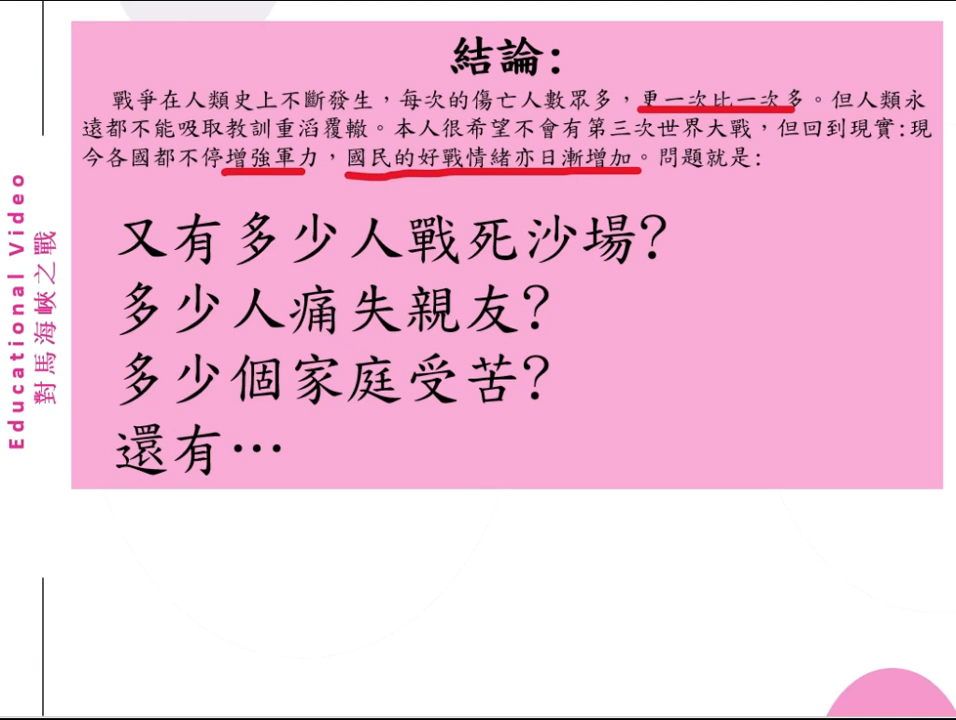 Educational Video
對馬海峽之戰
結論:
戰爭在人類史上不斷發生，每次的傷亡人數眾多，更一次比一次多。但人類永
遠都不能吸取教訓重滔覆轍。本人很希望不會有第三次世界大戰，但回到現實:現
今各國都不停增強軍力，國民的好戰情緒亦日漸增加。問題就是:
又有多少人戰死沙場?
多少人痛失親友?
多少個家庭受苦?
還有…